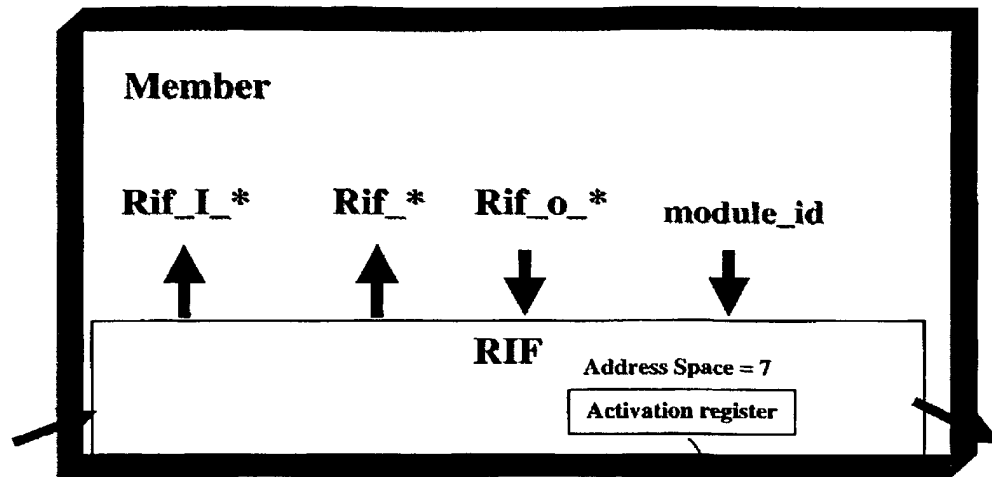 Member
Rif_I_* Rif_* Rif_o_* module_id
RIF
Address Space = 7
Activation register